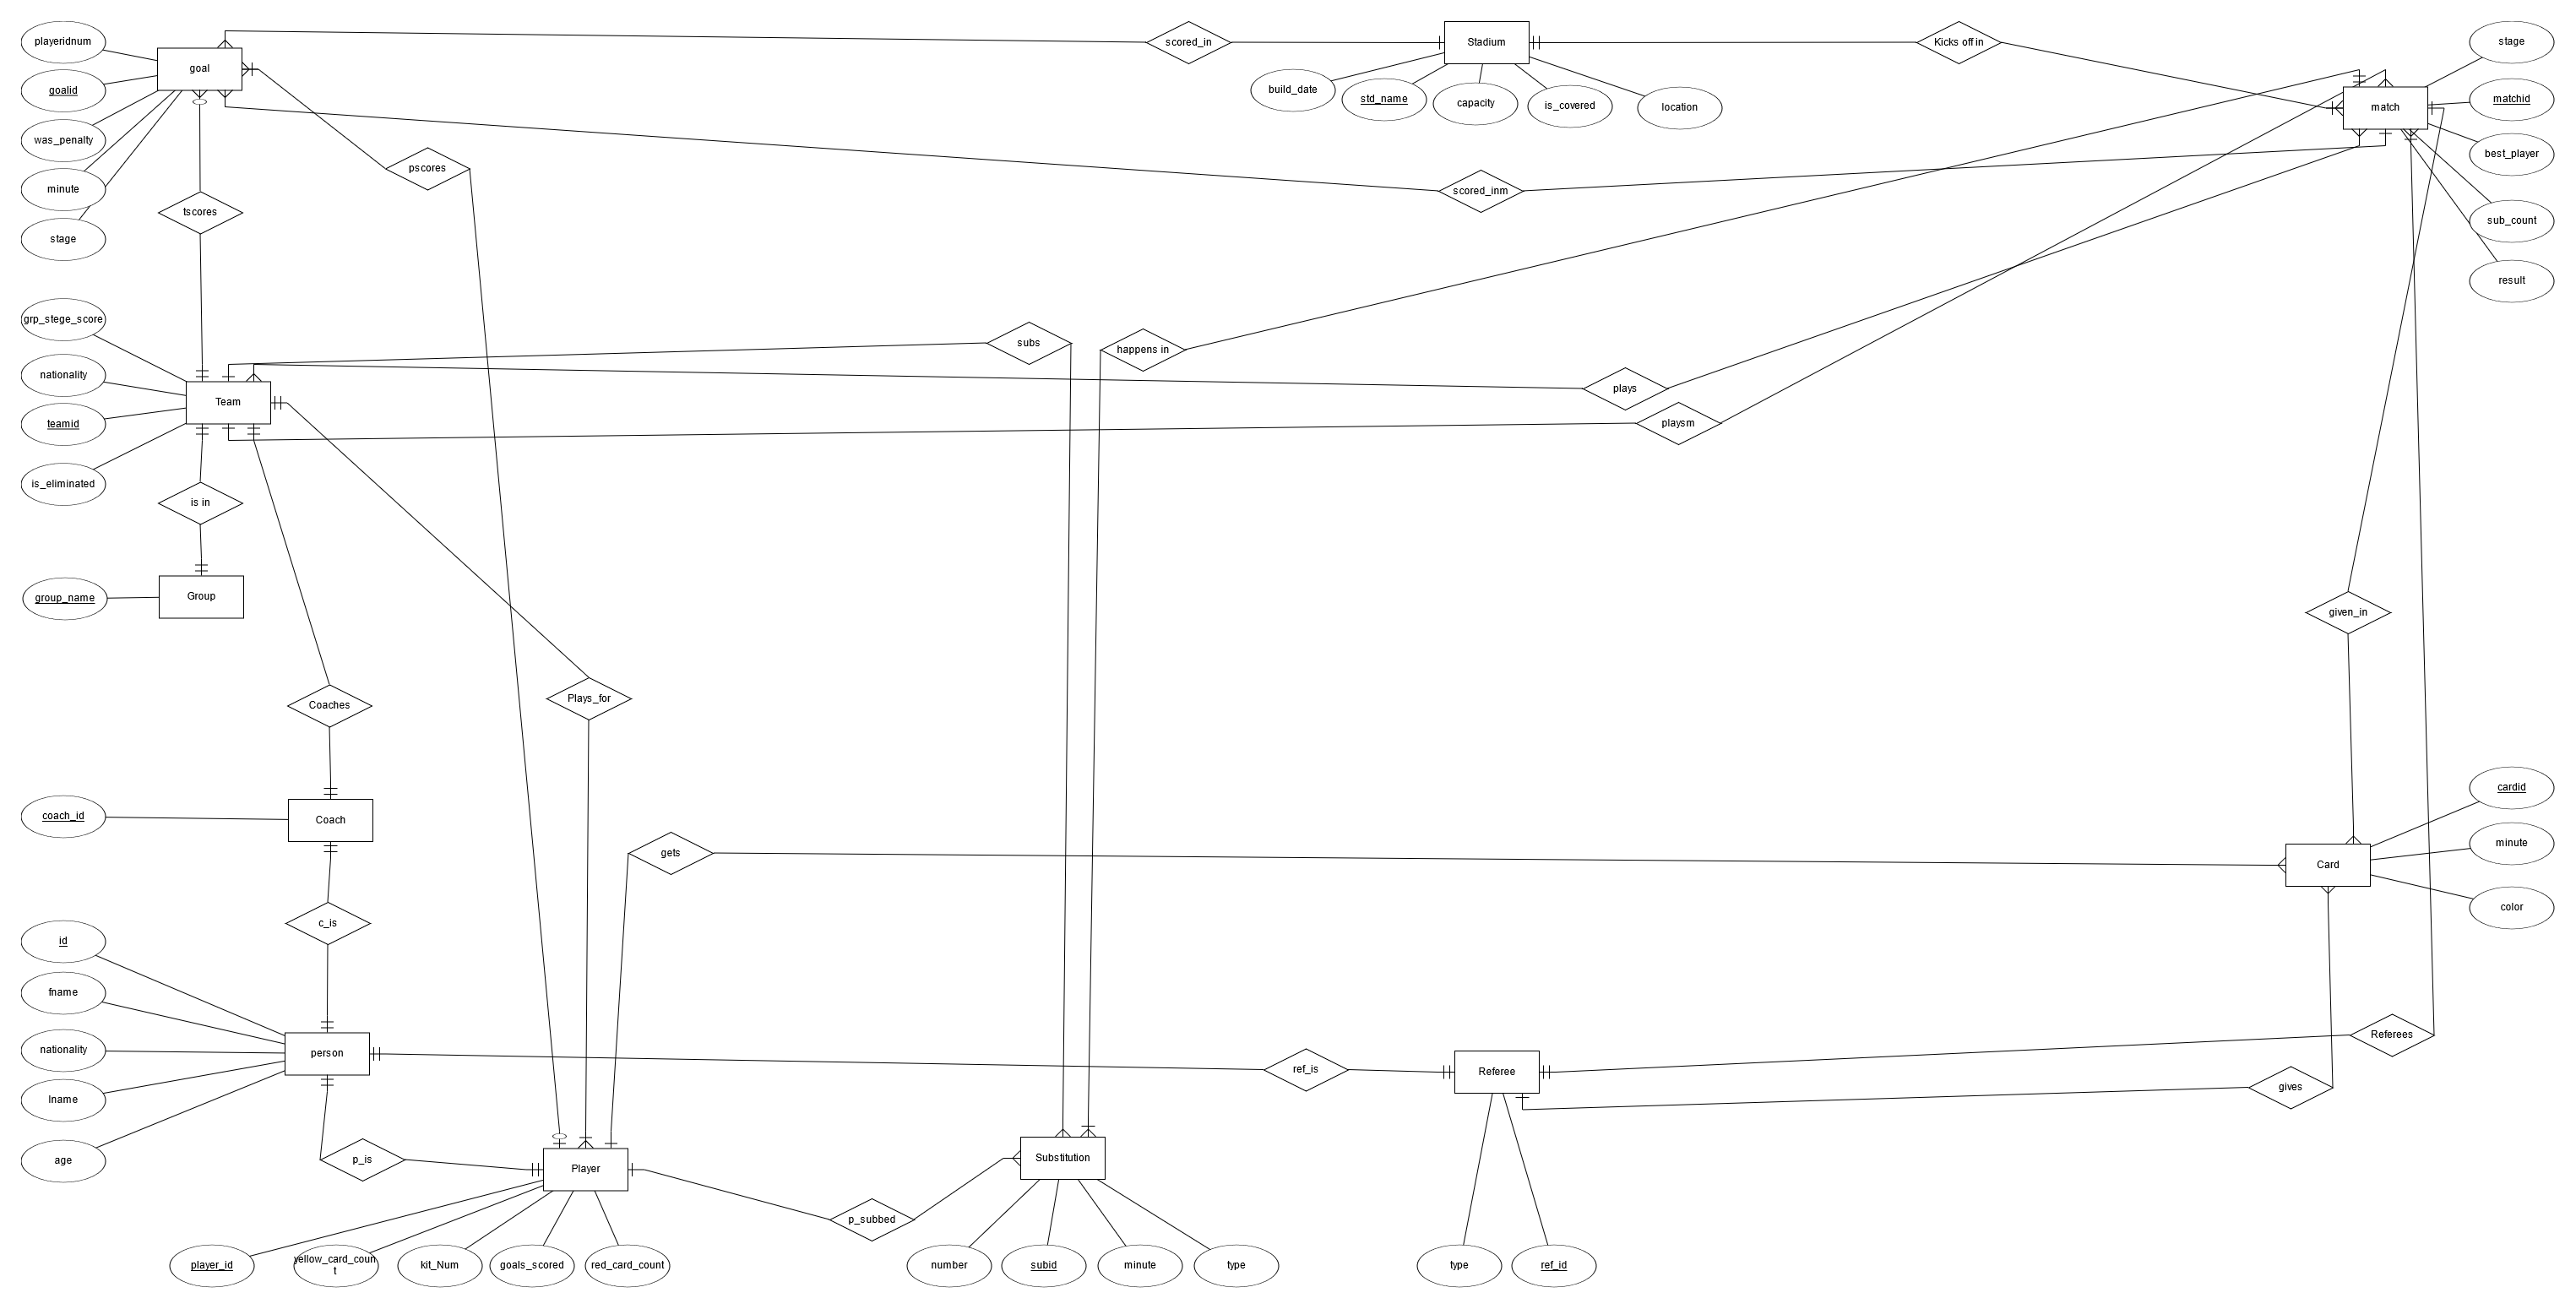 playeridnum
goal
goalid
was_penalty
minute
stage
scored_in
Stadium
build_date
std_name
capacity
is_covered
location
Kicks off in
match
stage
matchid
best_player
sub_count
result
pscores
tscores
scored_inm
grp_stege_score
nationality
Team
teamid
is_eliminated
subs
happens in
plays
playsm
is in
group_name
Group
given_in
Coaches
Plays_for
coach_id
Coach
gets
Card
cardid
minute
color
c_is
id
fname
nationality
person
lname
age
ref_is
Referee
Referees
gives
p_is
Player
Substitution
p_subbed
player_id
yellow_card_coun
t
kit_Num
goals_scored
red_card_count
number
subid
minute
type
type
ref_id